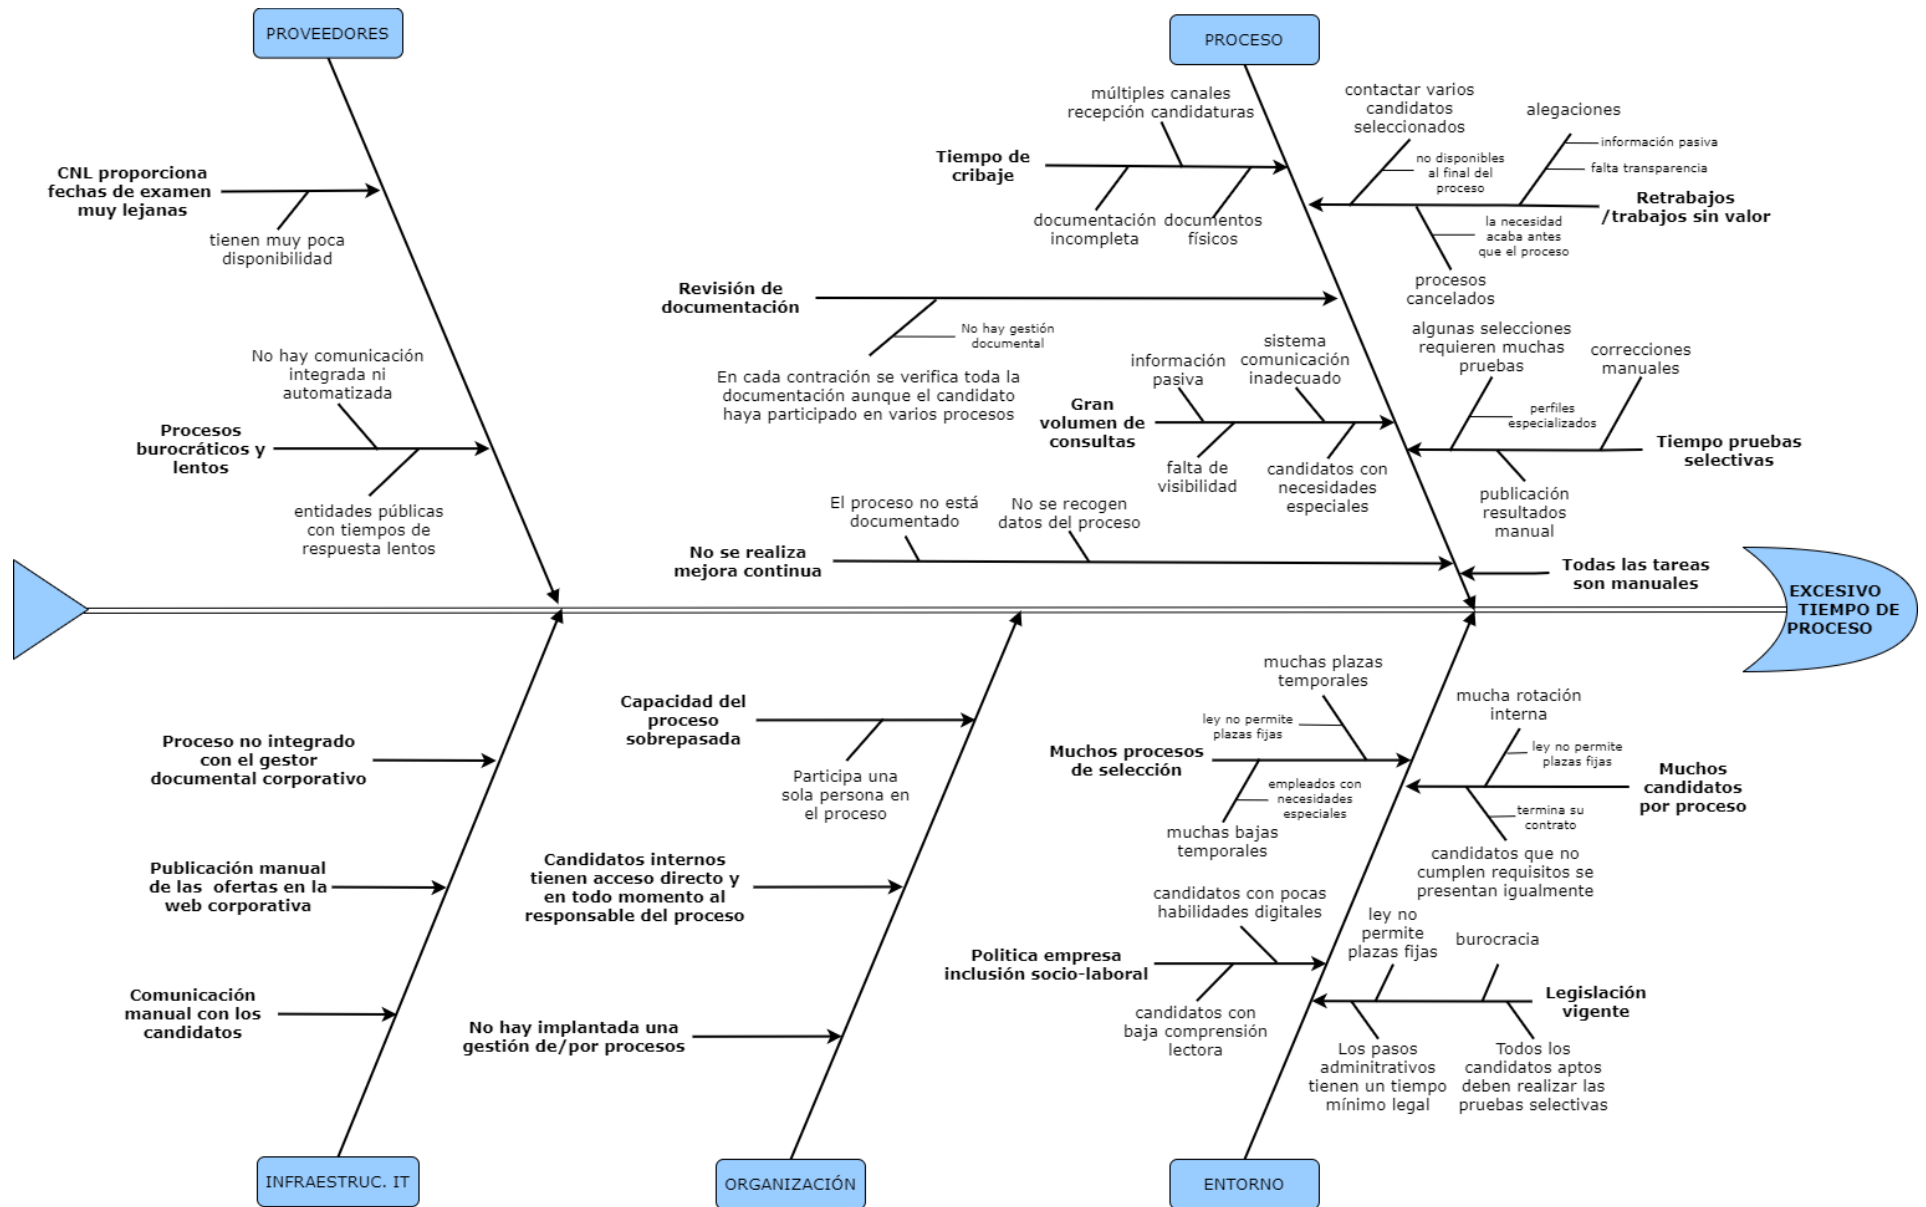 PROVEEDORES
CNL proporciona
fechas de examen
muy lejanas
tienen muy poca
disponibilidad
No hay comunicación
integrada ni
automatizada
Procesos
burocráticos y
lentos
entidades públicas
con tiempos de
respuesta lentos
PROCESO
múltiples canales
recepción candidaturas
Tiempo de
cribaje
documentación
incompleta
documentos
físicos
contactar varios
candidatos
seleccionados
no disponibles
al final del
proceso
alegaciones
información pasiva
falta transparencia
Retrabajos
/trabajos sin valor
la necesidad
acaba antes
que el proceso
procesos
cancelados
Revisión de
documentación
No hay gestión
documental
En cada contración se verifica toda la
documentación aunque el candidato
haya participado en varios procesos
información
pasiva
sistema
comunicación
inadecuado
Gran
volumen de
consultas
falta de
visibilidad
candidatos con
necesidades
especiales
algunas selecciones
requieren muchas
pruebas
perfiles
especializados
correcciones
manuales
Tiempo pruebas
selectivas
publicación
resultados
manual
El proceso no está
documentado
No se recogen
datos del proceso
No se realiza
mejora continua
Todas las tareas
son manuales
EXCESIVO
TIEMPO DE
PROCESO
Proceso no integrado
con el gestor
documental corporativo
Publicación manual
de las ofertas en la
web corporativa
Comunicación
manual con los
candidatos
INFRAESTRUC. IT
Capacidad del
proceso
sobrepasada
Participa una
sola persona en
el proceso
Candidatos internos
tienen acceso directo y
en todo momento al
responsable del proceso
No hay implantada una
gestión de/por procesos
ORGANIZACIÓN
muchas plazas
temporales
ley no permite
plazas fijas
Muchos procesos
de selección
empleados con
necesidades
especiales
muchas bajas
temporales
mucha rotación
interna
ley no permite
plazas fijas
Muchos
candidatos
por proceso
termina su
contrato
candidatos que no
cumplen requisitos se
presentan igualmente
candidatos con pocas
habilidades digitales
Politica empresa
inclusión socio-laboral
candidatos con
baja comprensión
lectora
ley no
permite
plazas fijas
burocracia
Legislación
vigente
Los pasos
adminitrativos
tienen un tiempo
mínimo legal
Todos los
candidatos aptos
deben realizar las
pruebas selectivas
ENTORNO